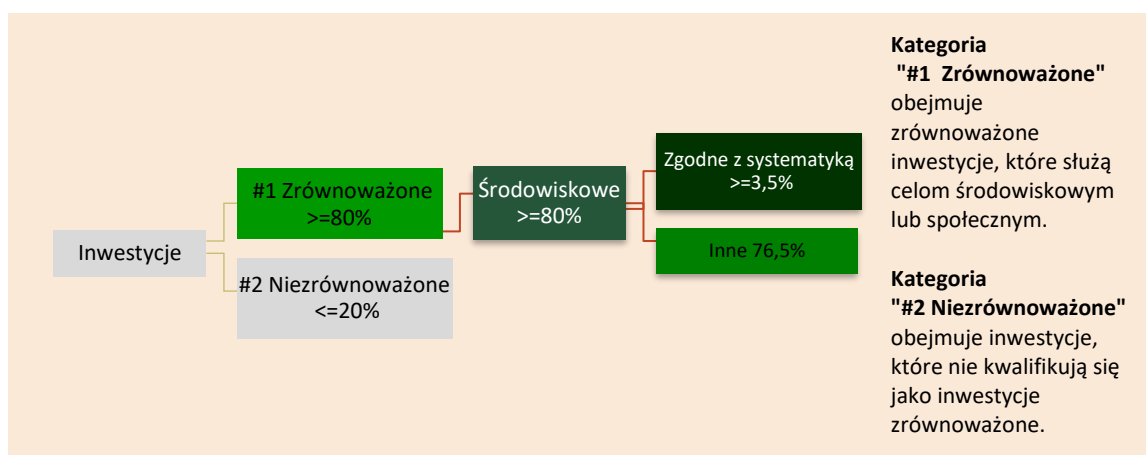 Inwestycje
#1 Zrównoważone
>=80%
#2 Niezrównoważone
<=20%
Środowiskowe
>=80%
Zgodne z systematyką
>=3,5%
Inne 76,5%
Kategoria
"#1 Zrównoważone"
obejmuje
zrównoważone
inwestycje, które służą
celom środowiskowym
lub społecznym.
Kategoria
"#2 Niezrównoważone"
obejmuje inwestycje,
które nie kwalifikują się
jako inwestycje
zrównoważone.